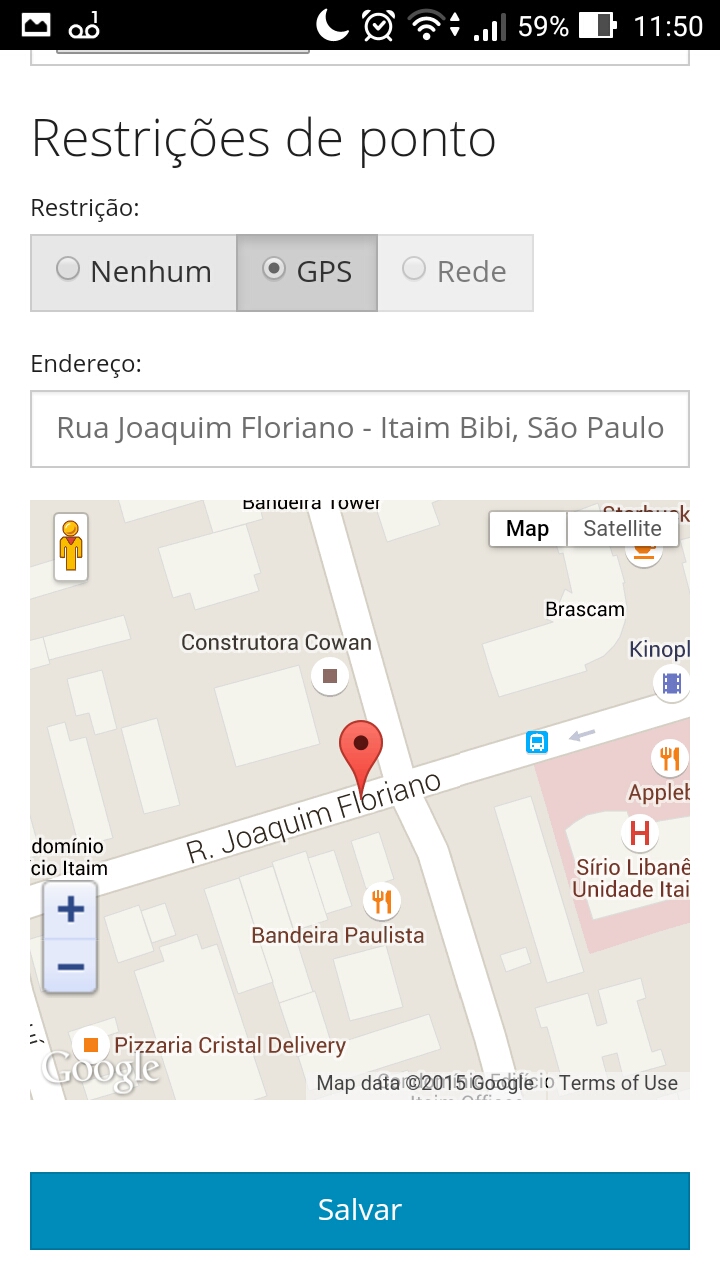 59% 11:50
Restrições de ponto
Restrição:
Nenhum GPS Rede
Endereço:
Rua Joaquim Floriano - Itaim Bibi, São Paulo
Bandeira Tower
Map Satellite
Starbuck
Brascam
Construtora Cowan
Kinopl
R. Joaquim Floriano
Appleb
domínio
cio Itaim
Sírio Libanê
Unidade Itai
Bandeira Paulista
Pizzaria Cristal Delivery
Google
Map data ©2015 Google Terms of Use
Salvar